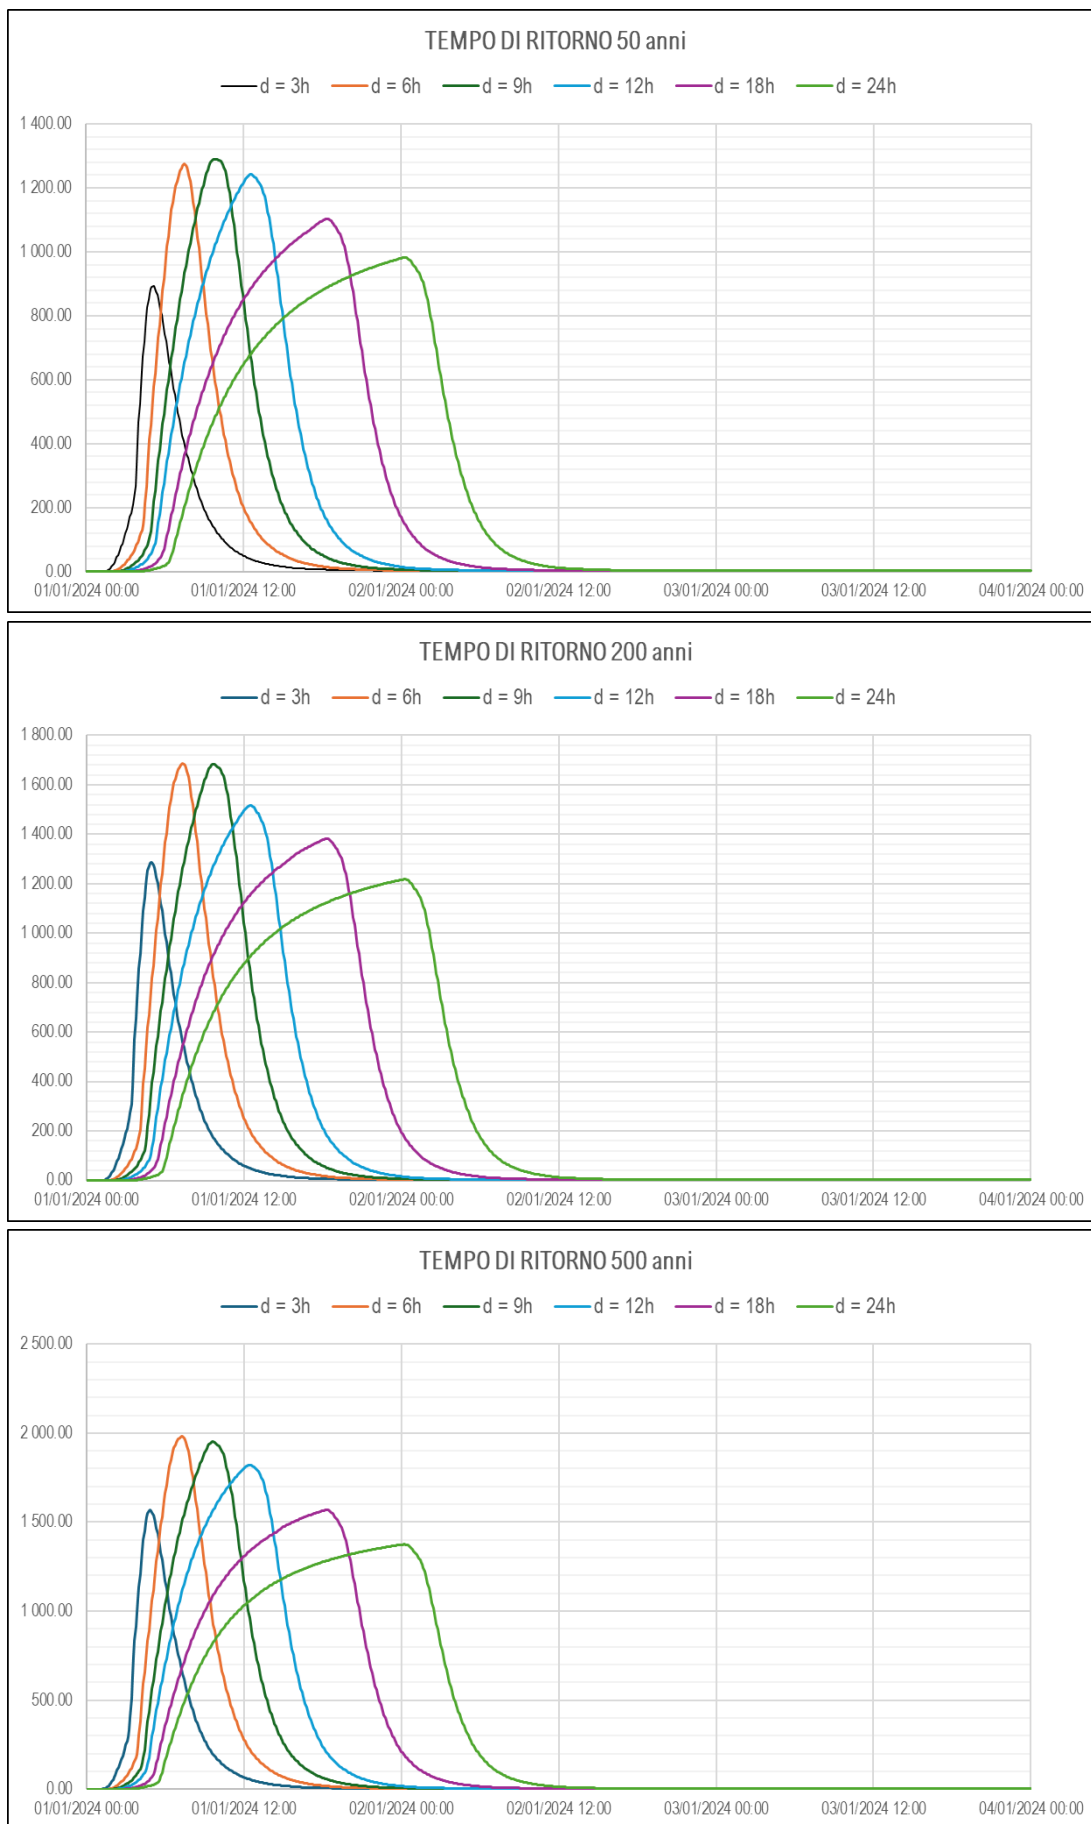 TEMPO DI RITORNO 50 anni
d = 3h d = 6h d = 9h d = 12h d = 18h d = 24h
1 400.00
1 200.00
1 000.00
800.00
600.00
400.00
200.00
0.00
01/01/2024 00:00 01/01/2024 12:00 02/01/2024 00:00 02/01/2024 12:00 03/01/2024 00:00 03/01/2024 12:00 04/01/2024 00:00
TEMPO DI RITORNO 200 anni
d = 3h d = 6h d = 9h d = 12h d = 18h d = 24h
1 800.00
1 600.00
1 400.00
1 200.00
1 000.00
800.00
600.00
400.00
200.00
0.00
01/01/2024 00:00 01/01/2024 12:00 02/01/2024 00:00 02/01/2024 12:00 03/01/2024 00:00 03/01/2024 12:00 04/01/2024 00:00
TEMPO DI RITORNO 500 anni
d = 3h d = 6h d = 9h d = 12h d = 18h d = 24h
2 500.00
2 000.00
1 500.00
1 000.00
500.00
0.00
01/01/2024 00:00 01/01/2024 12:00 02/01/2024 00:00 02/01/2024 12:00 03/01/2024 00:00 03/01/2024 12:00 04/01/2024 00:00